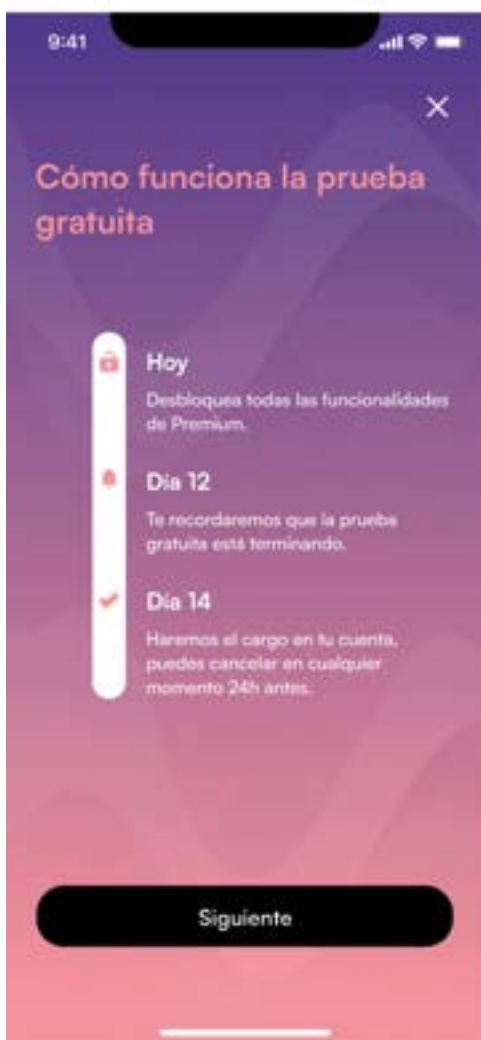 9:41
Cómo funciona la prueba
gratuita
Hoy
Desbloquea todas las funcionalidades
de Premium.
Día 12
Te recordaremos que la prueba
gratuita está terminando.
Día 14
Haremos el cargo en tu cuenta,
puedes cancelar en cualquier
momento 24h antes.
Siguiente